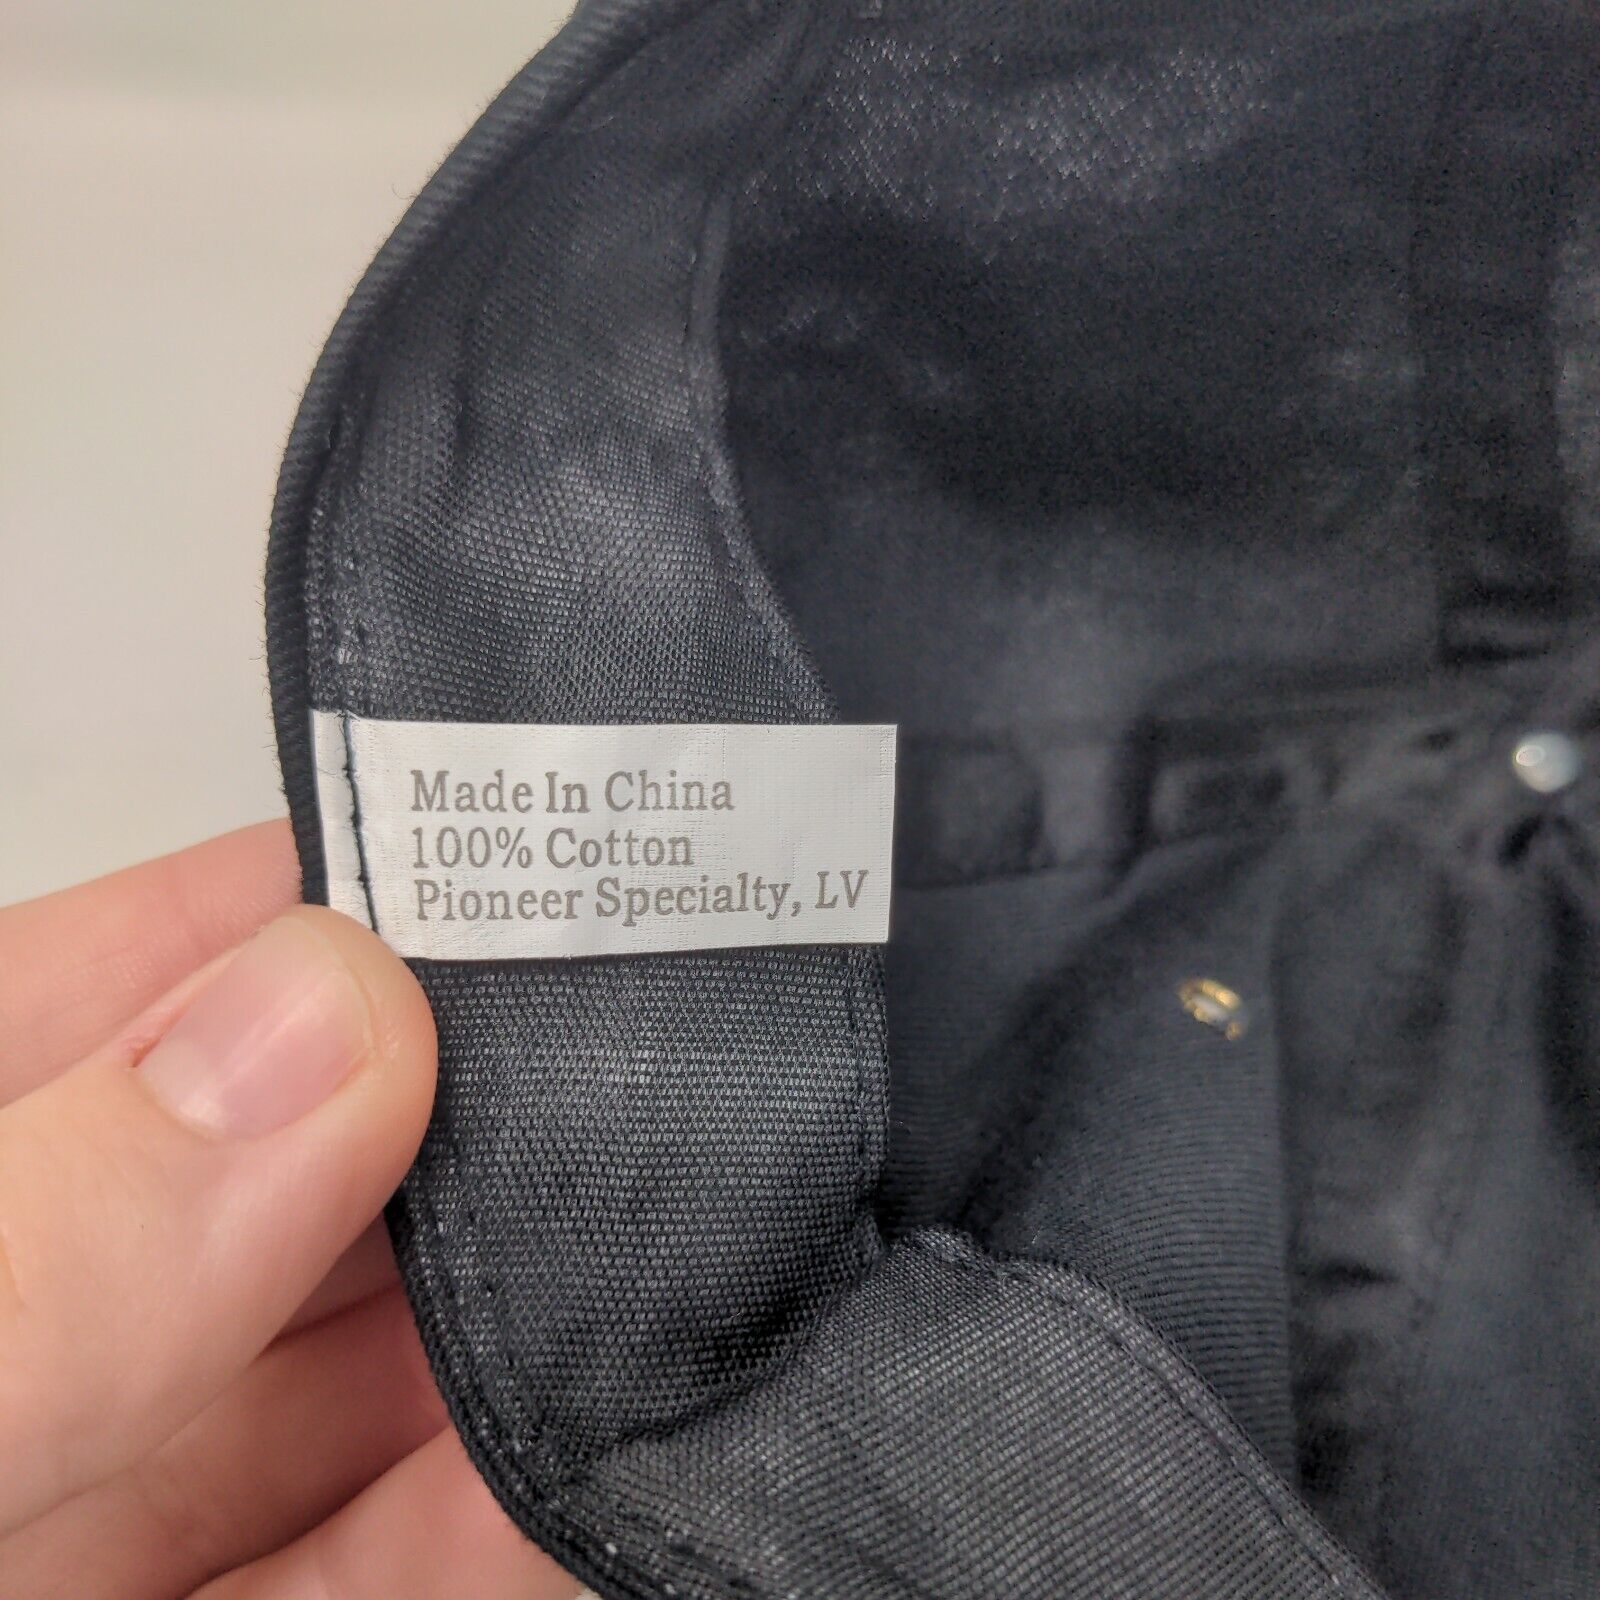 Made In China
100% Cotton
Pioneer Specialty, LV